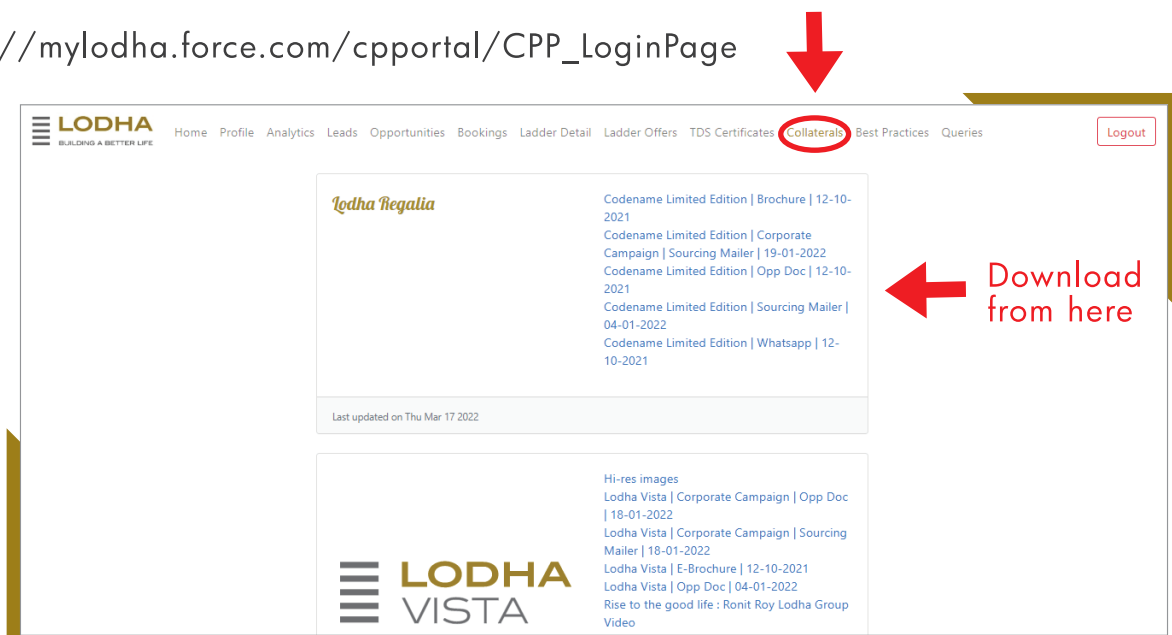 //mylodha.force.com/cpportal/CPP_LoginPage
LODHA
BUILDING A BETTER LIFE
Home Profile Analytics Leads Opportunities Bookings Ladder Detail Ladder Offers TDS Certificates Collaterals Best Practices Queries
Logout
Lodha Regalia
Codename Limited Edition | Brochure | 12-10-
2021
Codename Limited Edition | Corporate
Campaign | Sourcing Mailer | 19-01-2022
Codename Limited Edition | Opp Doc | 12-10-
2021
Codename Limited Edition | Sourcing Mailer |
04-01-2022
Codename Limited Edition | Whatsapp | 12-
10-2021
Download
from here
Last updated on Thu Mar 17 2022
LODHA
VISTA
Hi-res images
Lodha Vista | Corporate Campaign | Opp Doc
| 18-01-2022
Lodha Vista | Corporate Campaign | Sourcing
Mailer | 18-01-2022
Lodha Vista | E-Brochure | 12-10-2021
Lodha Vista | Opp Doc | 04-01-2022
Rise to the good life : Ronit Roy Lodha Group
Video